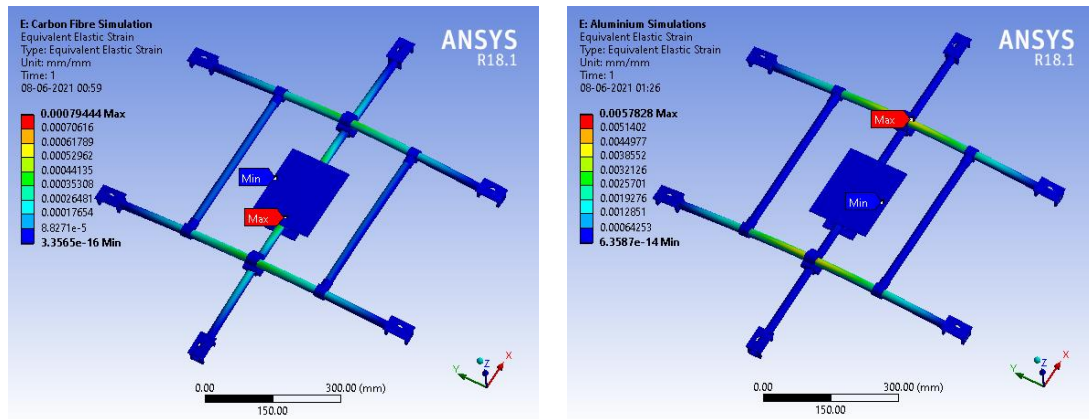 E: Carbon Fibre Simulation
Equivalent Elastic Strain
Type: Equivalent Elastic Strain
Unit: mm/mm
Time: 1
08-06-2021 00:59
ANSYS
R18.1
0.00079444 Max
0.00070616
0.00061789
0.00052962
0.00044135
0.00035308
0.00026481
0.00017654
8.8271e-5
3.3565e-16 Min
Min
Max
0.00
300.00 (mm)
150.00
X
Y
Z
E: Aluminium Simulations
Equivalent Elastic Strain
Type: Equivalent Elastic Strain
Unit: mm/mm
Time: 1
08-06-2021 01:26
ANSYS
R18.1
0.0057828 Max
0.0051402
0.0044977
0.0038552
0.0032126
0.0025701
0.0019276
0.0012851
0.00064253
6.3587e-14 Min
Max
Min
0.00
300.00 (mm)
150.00
X
Y
Z